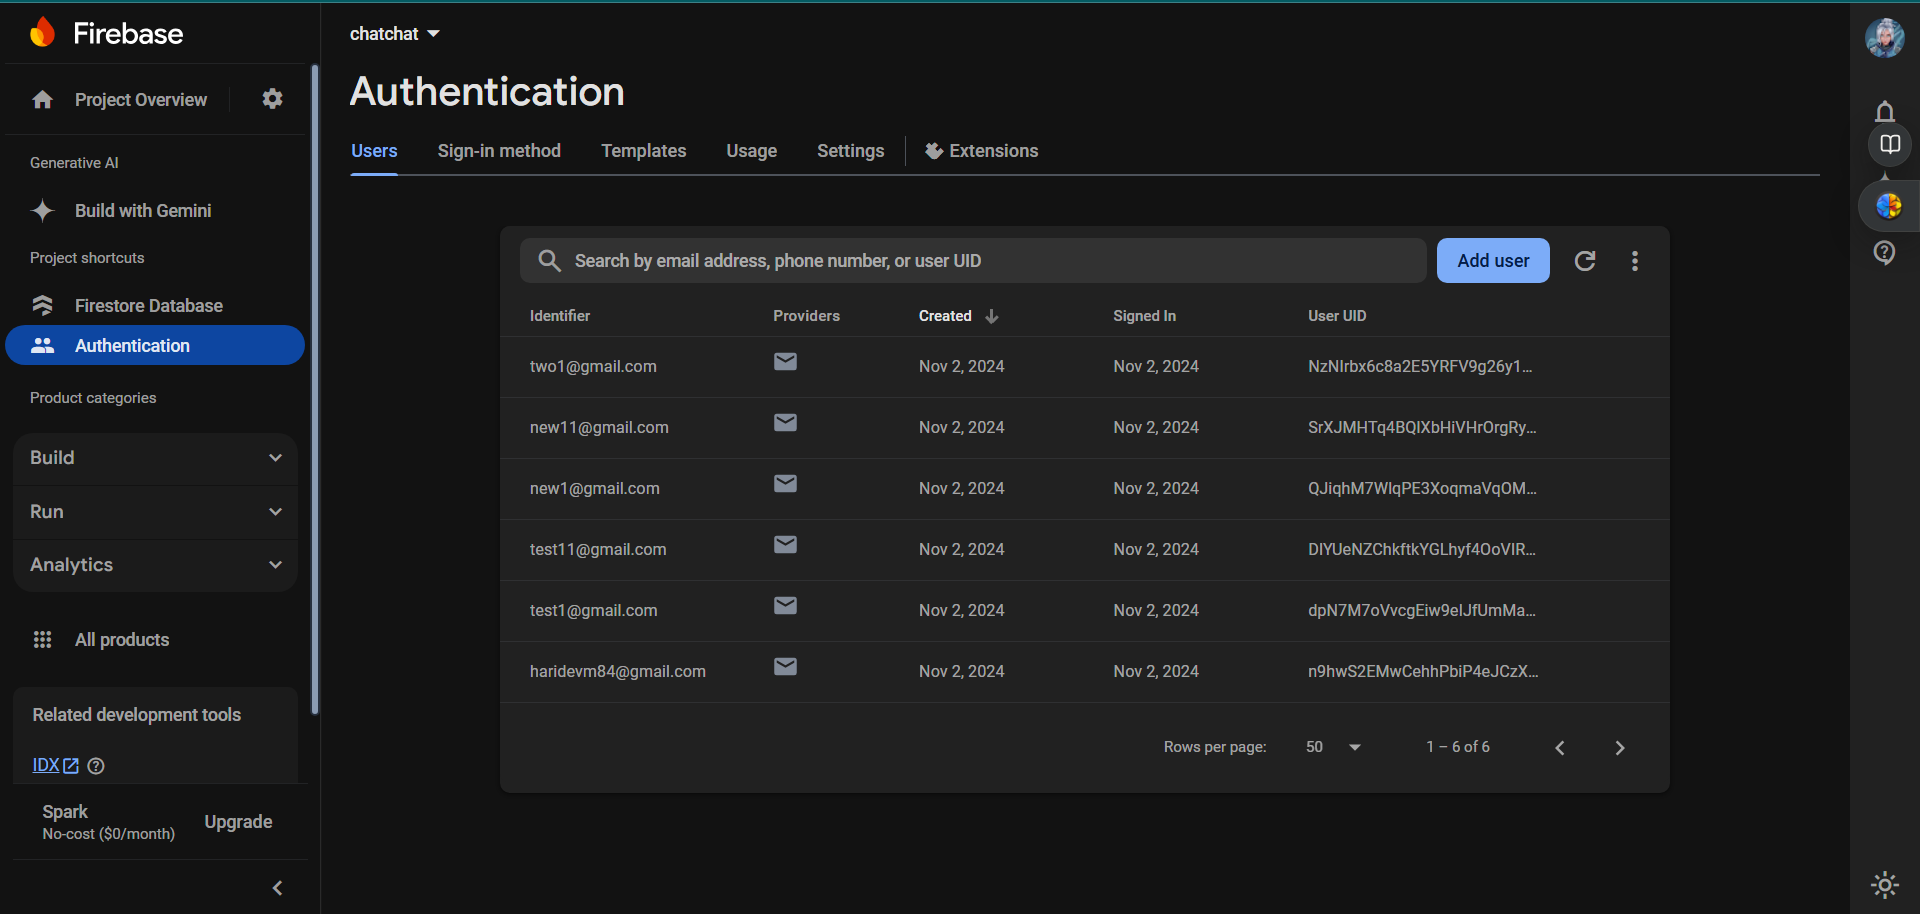 Firebase
Project Overview
Generative AI
Build with Gemini
Project shortcuts
Firestore Database
Authentication
Product categories
Build
Run
Analytics
All products
Related development tools
IDX
Spark
No-cost ($0/month)
Upgrade
chatchat
Authentication
Users Sign-in method Templates Usage Settings Extensions
Search by email address, phone number, or user UID Add user
Identifier Providers Created Signed In User UID
two1@gmail.com Nov 2, 2024 Nov 2, 2024 NzNIrbx6c8a2E5YRFV9g26y1...
new11@gmail.com Nov 2, 2024 Nov 2, 2024 SrXJMHTq4BQIXbHiVHrOrgRy...
new1@gmail.com Nov 2, 2024 Nov 2, 2024 QJiqhM7WlqPE3XoqmaVqOM...
test11@gmail.com Nov 2, 2024 Nov 2, 2024 DIYUeNZChkftkYGLhyf4OoVIR...
test1@gmail.com Nov 2, 2024 Nov 2, 2024 dpN7M7oVvcgEiw9eIJfUmMa...
haridevm84@gmail.com Nov 2, 2024 Nov 2, 2024 n9hwS2EMwCehhPbiP4eJCzX...
Rows per page: 50 1 – 6 of 6